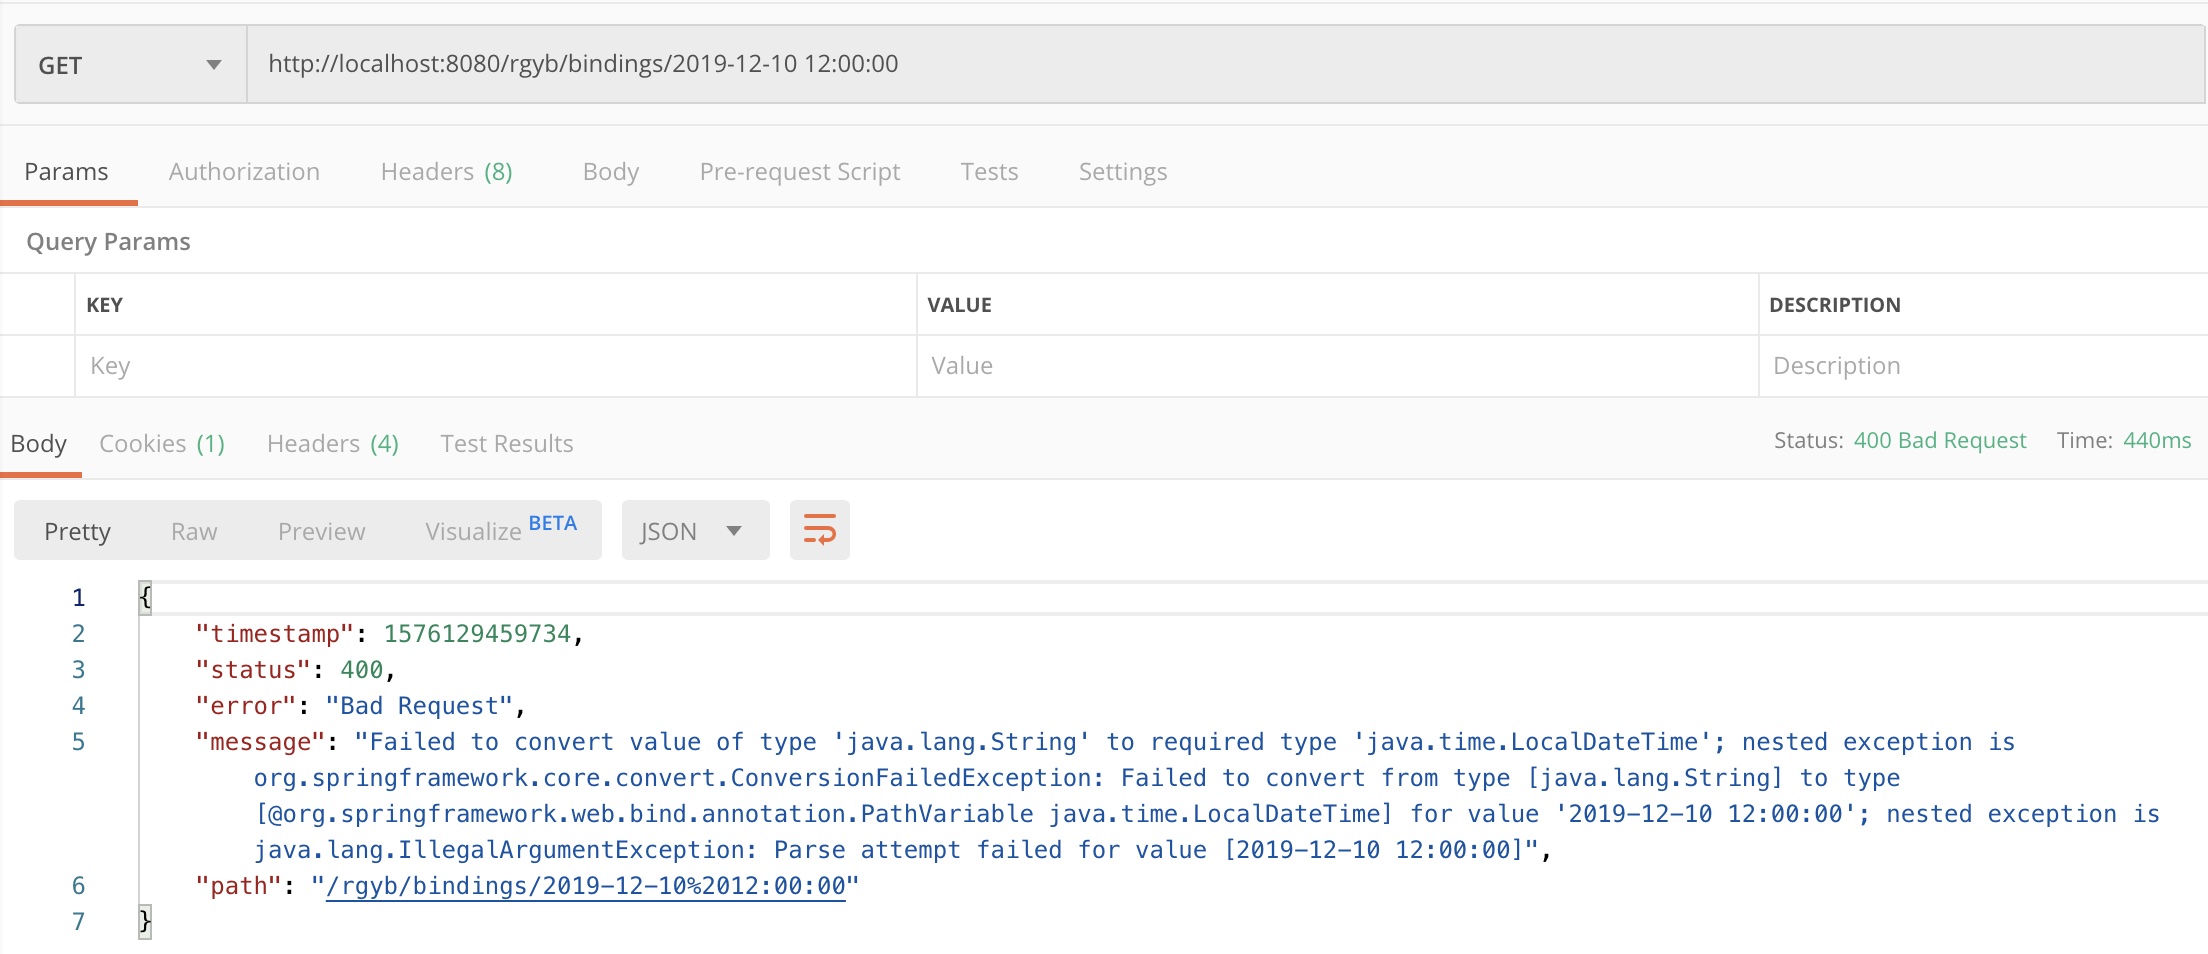 GET http://localhost:8080/rgyb/bindings/2019-12-10 12:00:00
Params Authorization Headers (8) Body Pre-request Script Tests Settings
Query Params
KEY VALUE DESCRIPTION
Key Value Description
Body Cookies (1) Headers (4) Test Results Status: 400 Bad Request Time: 440ms
Pretty Raw Preview Visualize BETA JSON
1 {
2 "timestamp": 1576129459734,
3 "status": 400,
4 "error": "Bad Request",
5 "message": "Failed to convert value of type 'java.lang.String' to required type 'java.time.LocalDateTime'; nested exception is
org.springframework.core.convert.ConversionFailedException: Failed to convert from type [java.lang.String] to type
[@org.springframework.web.bind.annotation.PathVariable java.time.LocalDateTime] for value '2019-12-10 12:00:00'; nested exception is
java.lang.IllegalArgumentException: Parse attempt failed for value [2019-12-10 12:00:00]",
6 "path": "/rgyb/bindings/2019-12-10%2012:00:00"
7 }